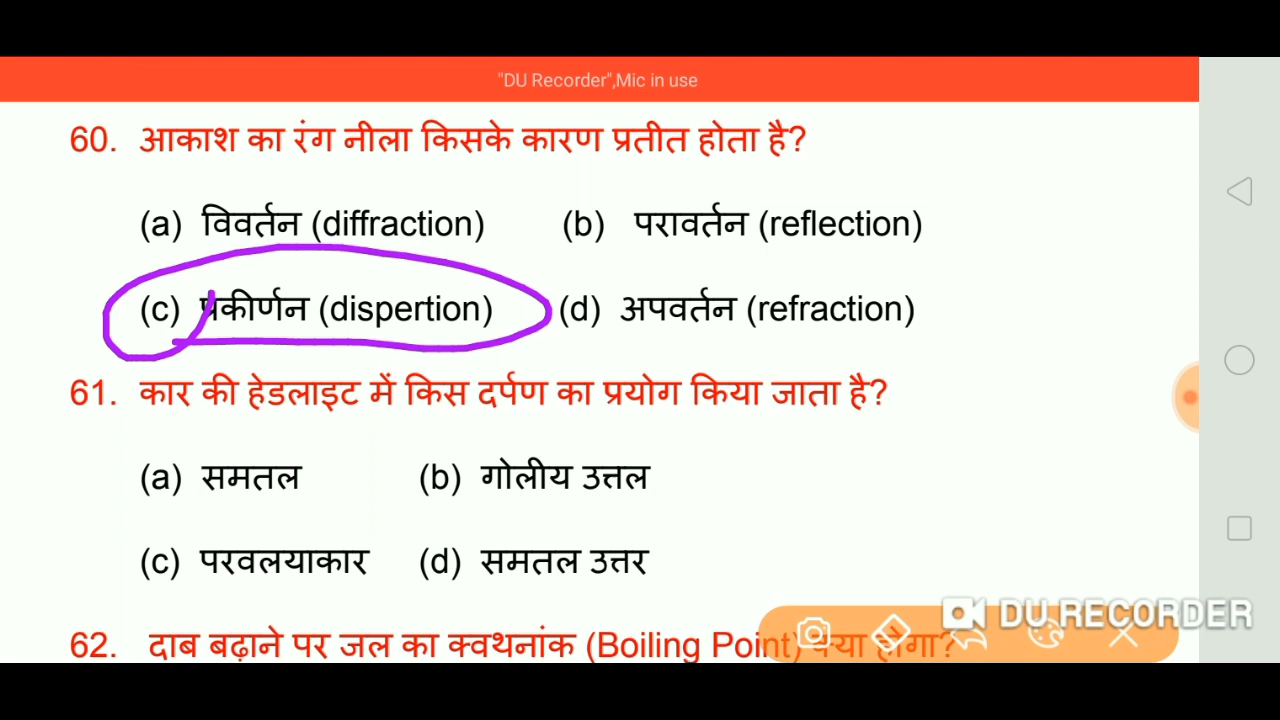 "DU Recorder",Mic in use
60. आकाश का रंग नीला किसके कारण प्रतीत होता है?
(a) विवर्तन (diffraction) (b) परावर्तन (reflection)
(c) प्रकीर्णन (dispertion) (d) अपवर्तन (refraction)
61. कार की हेडलाइट में किस दर्पण का प्रयोग किया जाता है?
(a) समतल (b) गोलीय उत्तल
(c) परवलयाकार (d) समतल उत्तर
DU RECORDER
62. दाब बढ़ाने पर जल का क्वथनांक (Boiling Point) क्या होगा?